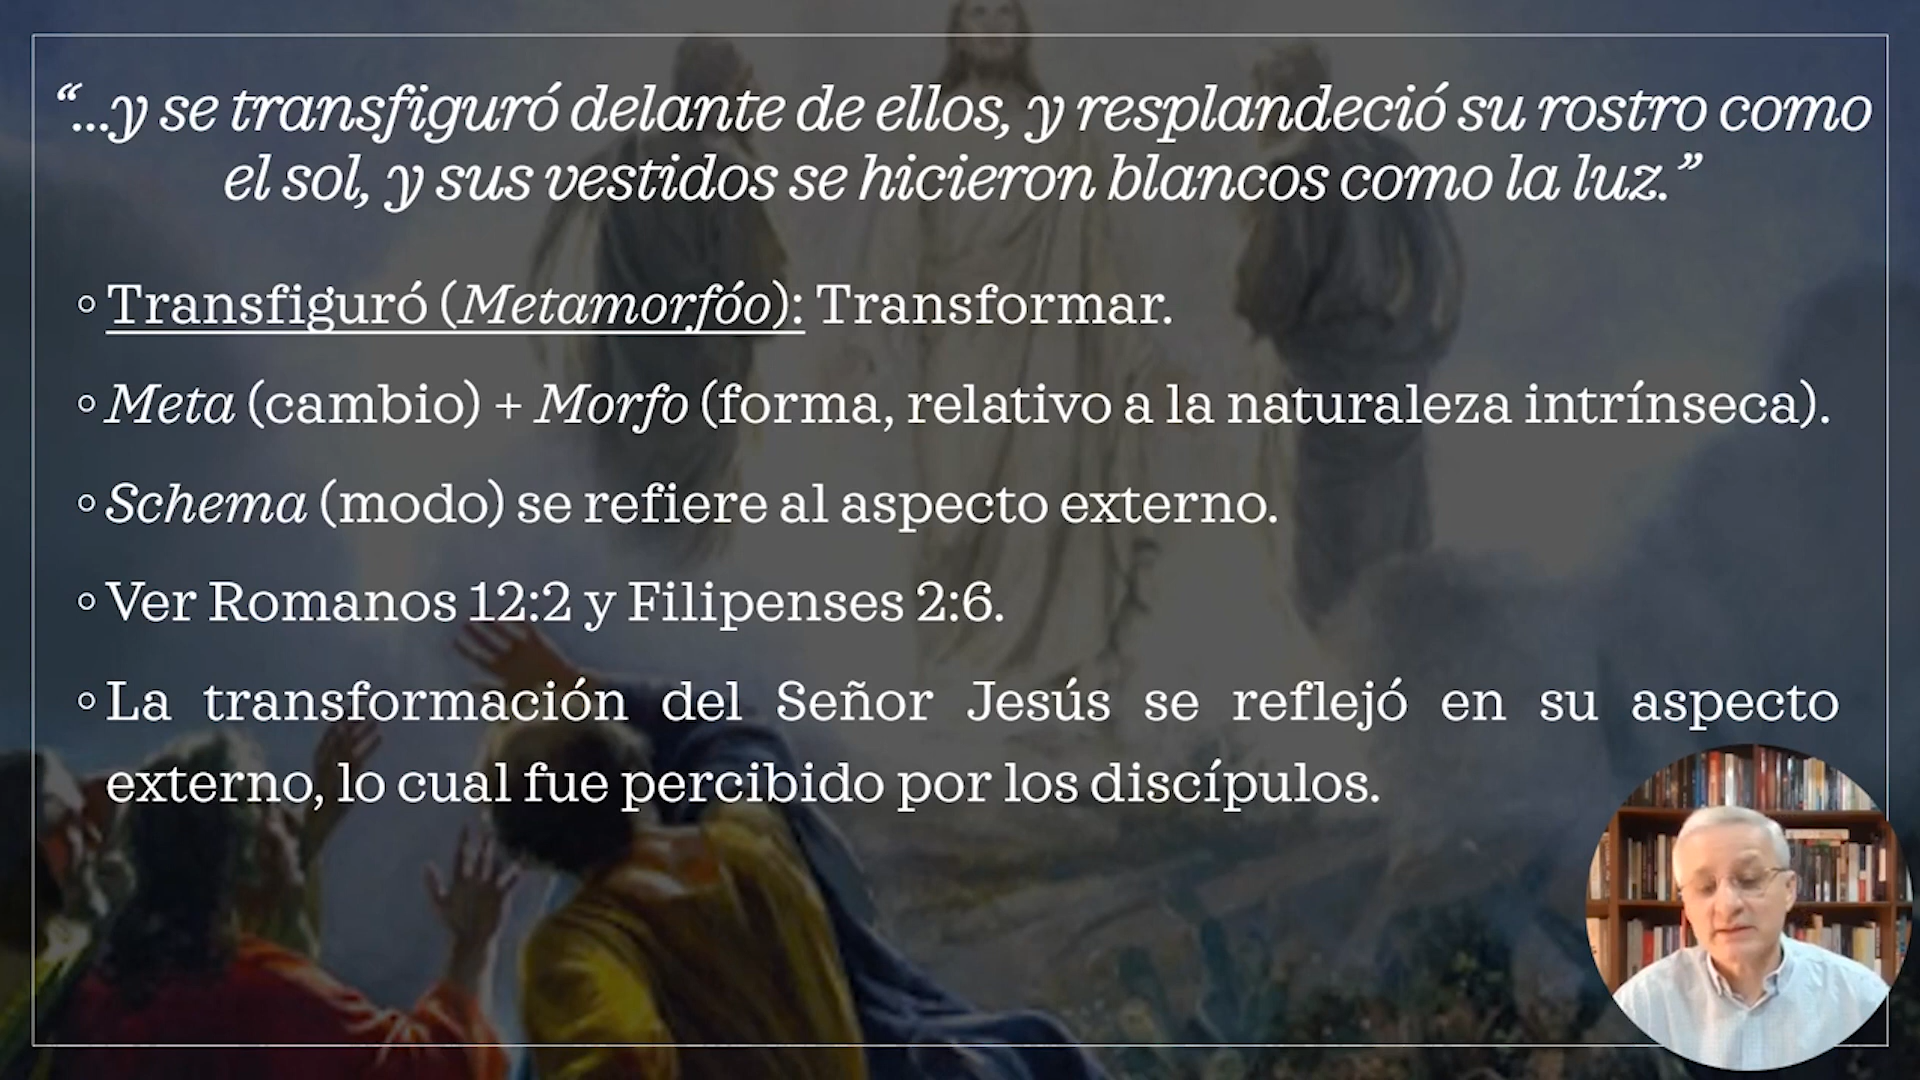 “...y se transfiguró delante de ellos, y resplandeció su rostro como
el sol, y sus vestidos se hicieron blancos como la luz.”
◦ Transfiguró (Metamorfóo): Transformar.
◦ Meta (cambio) + Morfo (forma, relativo a la naturaleza intrínseca).
◦ Schema (modo) se refiere al aspecto externo.
◦ Ver Romanos 12:2 y Filipenses 2:6.
◦ La transformación del Señor Jesús se reflejó en su aspecto
externo, lo cual fue percibido por los discípulos.